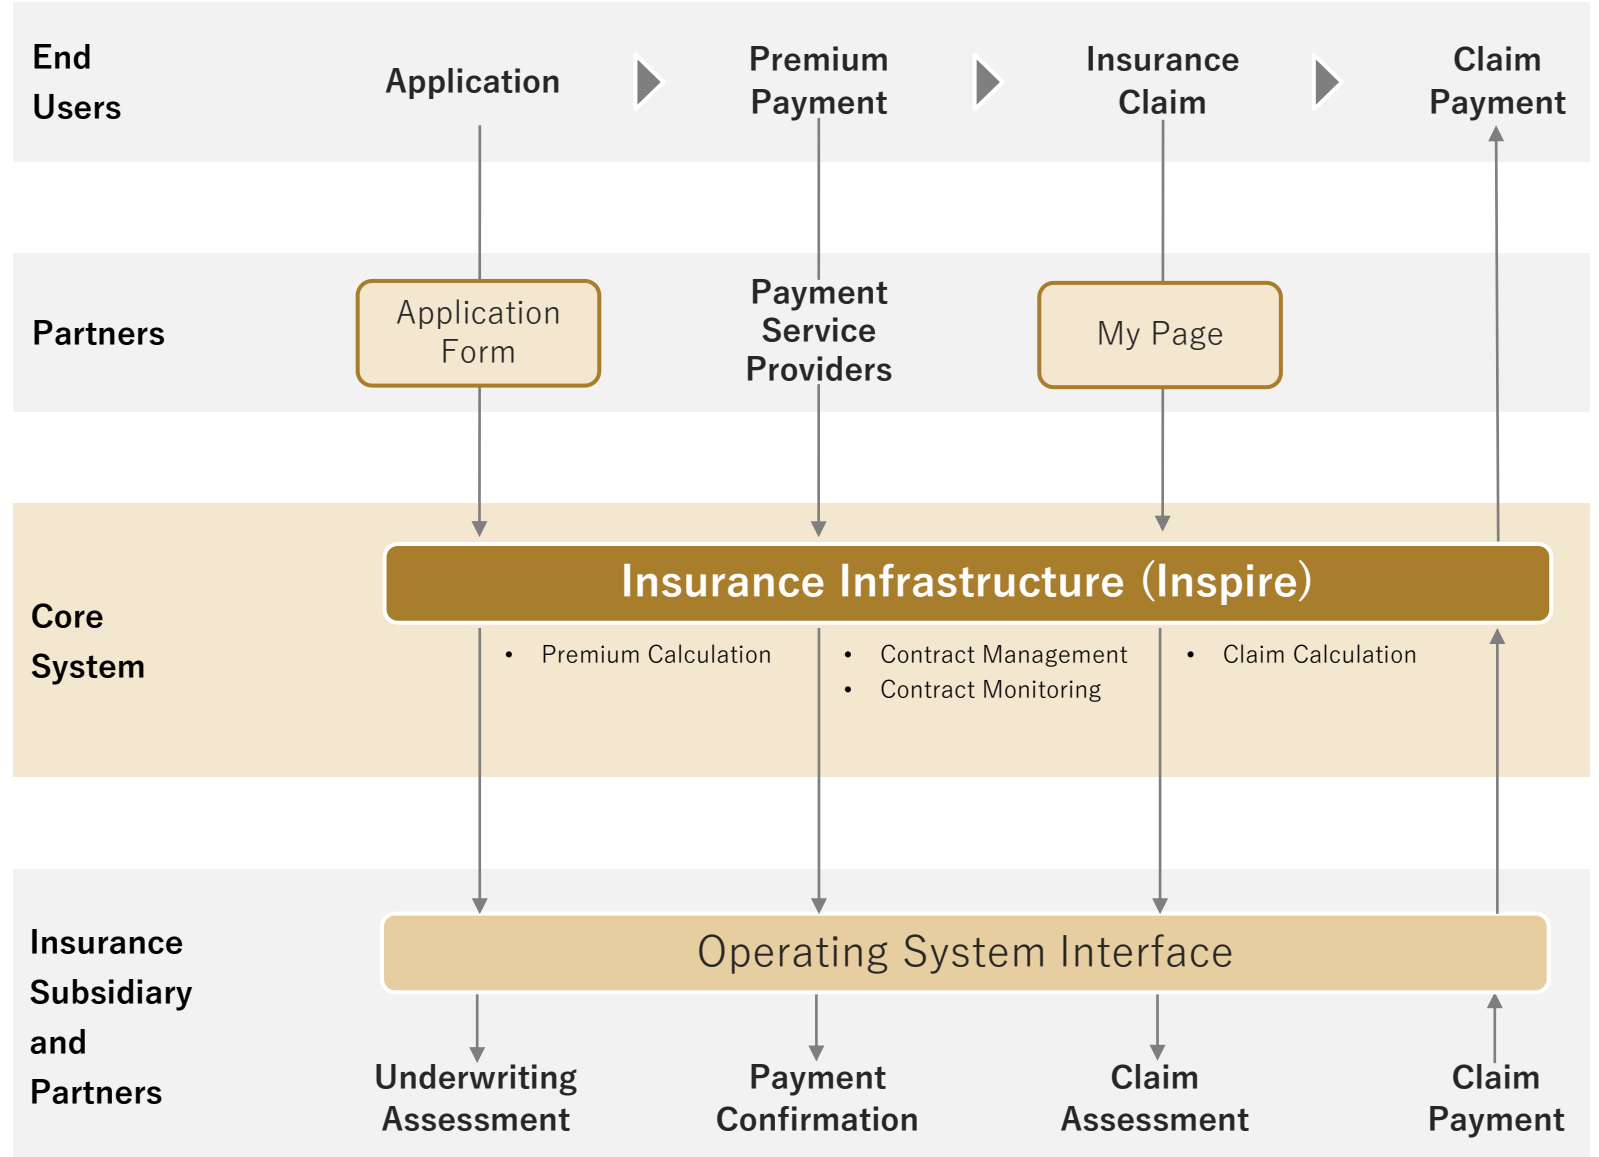 End
Users
Application
Premium
Payment
Insurance
Claim
Claim
Payment
Partners
Application
Form
Payment
Service
Providers
My Page
Core
System
Insurance Infrastructure (Inspire)
• Premium Calculation
• Contract Management
• Contract Monitoring
• Claim Calculation
Insurance
Subsidiary
and
Partners
Operating System Interface
Underwriting
Assessment
Payment
Confirmation
Claim
Assessment
Claim
Payment